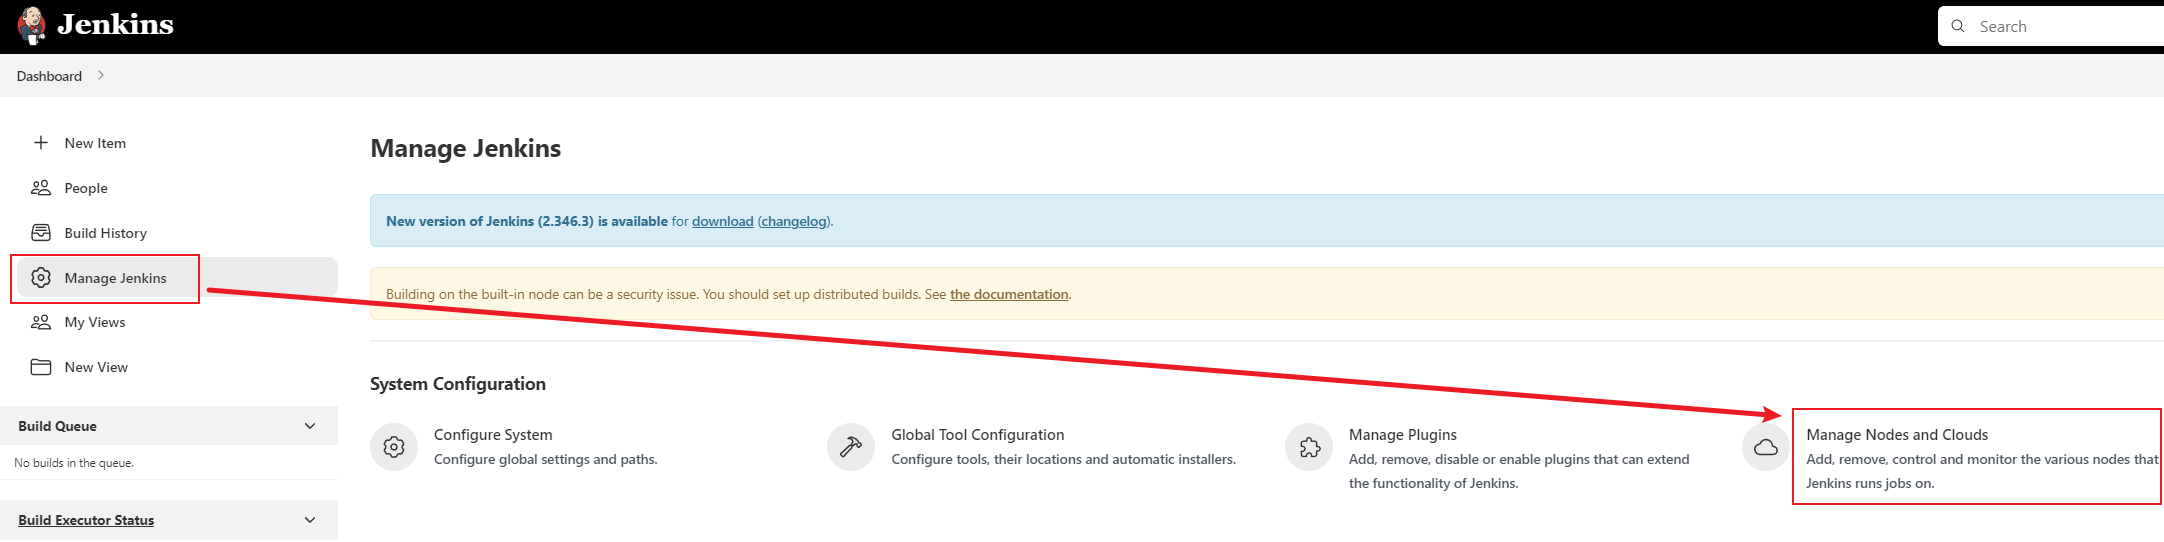 Jenkins
Search
Dashboard
New Item
People
Build History
Manage Jenkins
My Views
New View
Build Queue
No builds in the queue.
Build Executor Status
Manage Jenkins
New version of Jenkins (2.346.3) is available for download (changelog).
Building on the built-in node can be a security issue. You should set up distributed builds. See the documentation.
System Configuration
Configure System
Configure global settings and paths.
Global Tool Configuration
Configure tools, their locations and automatic installers.
Manage Plugins
Add, remove, disable or enable plugins that can extend
the functionality of Jenkins.
Manage Nodes and Clouds
Add, remove, control and monitor the various nodes that
Jenkins runs jobs on.